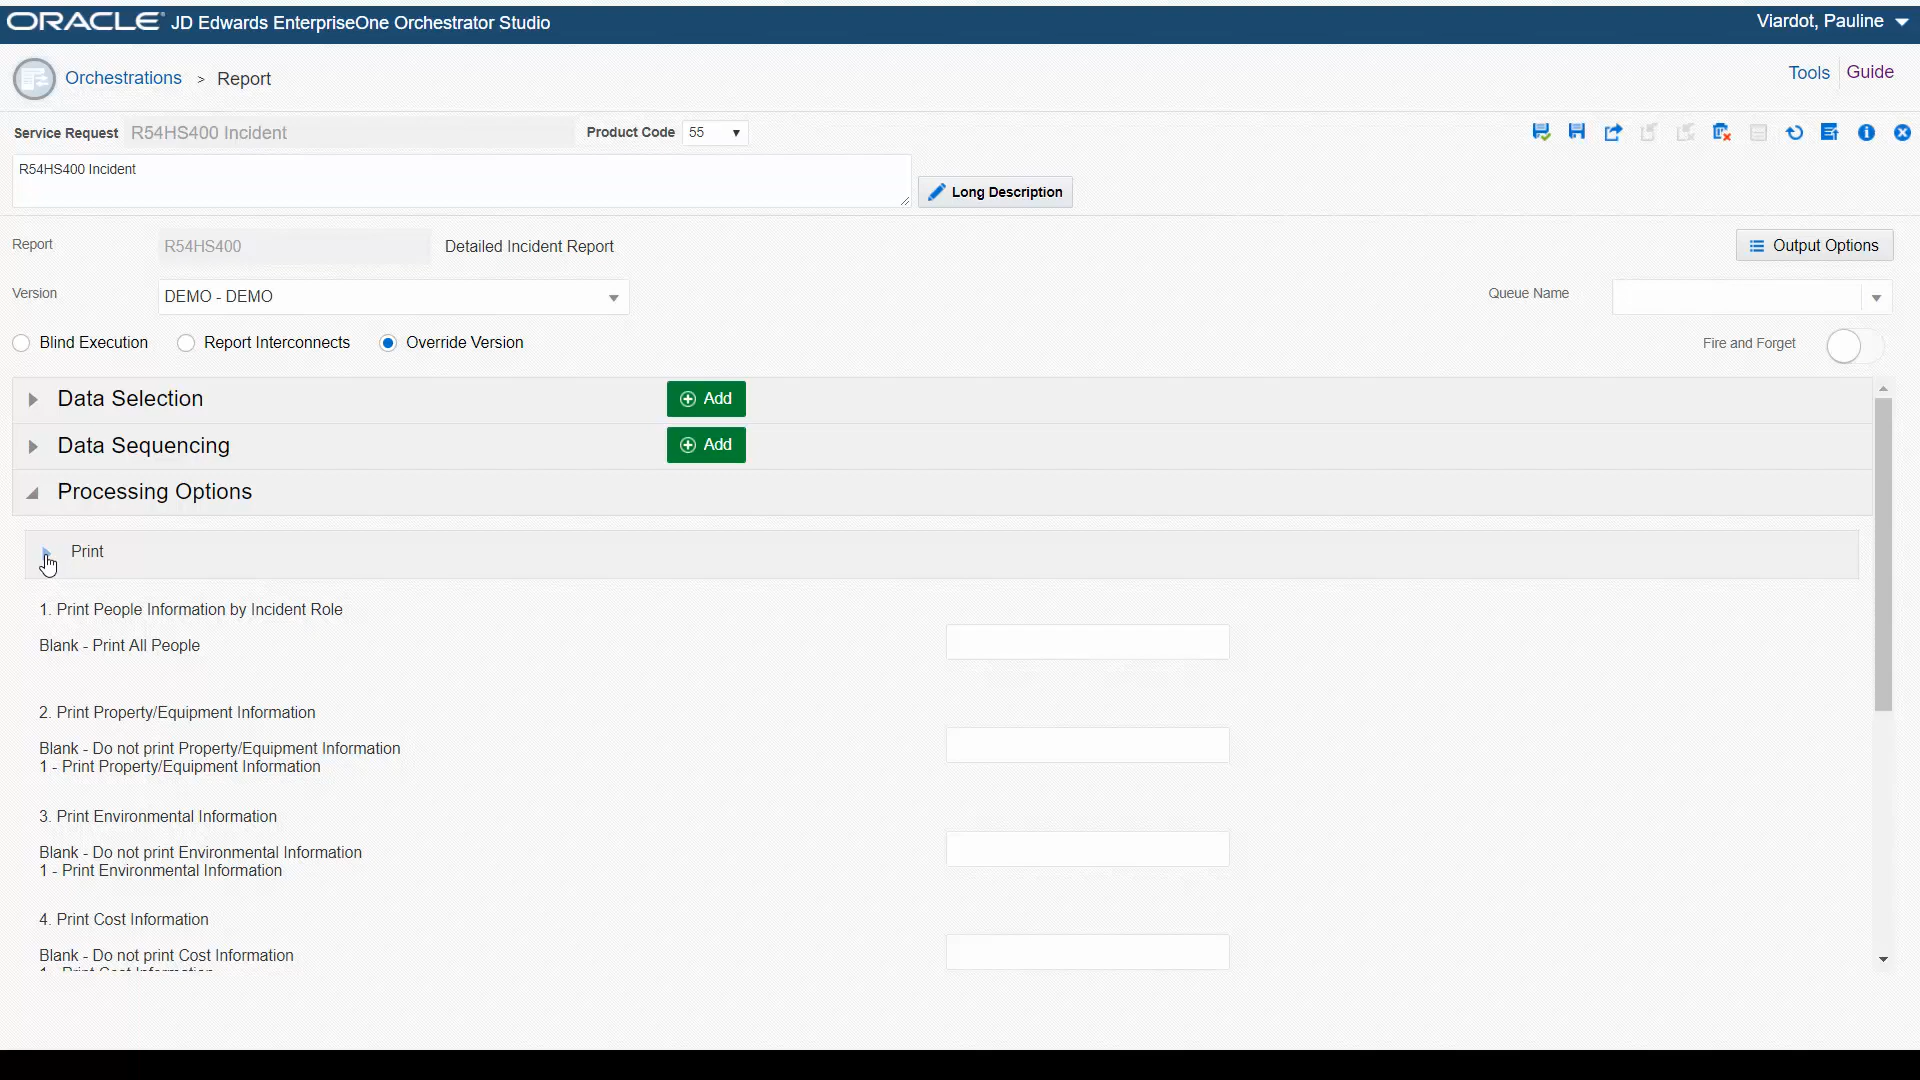 ORACLE JD Edwards EnterpriseOne Orchestrator Studio
Viardot, Pauline
Orchestrations > Report
Tools Guide
Service Request R54HS400 Incident Product Code 55
R54HS400 Incident
Long Description
Report R54HS400 Detailed Incident Report Output Options
Version DEMO - DEMO Queue Name
Blind Execution Report Interconnects Override Version Fire and Forget
Data Selection Add
Data Sequencing Add
Processing Options
Print
1. Print People Information by Incident Role
Blank - Print All People
2. Print Property/Equipment Information
Blank - Do not print Property/Equipment Information
1 - Print Property/Equipment Information
3. Print Environmental Information
Blank - Do not print Environmental Information
1 - Print Environmental Information
4. Print Cost Information
Blank - Do not print Cost Information
1 - Print Cost Information